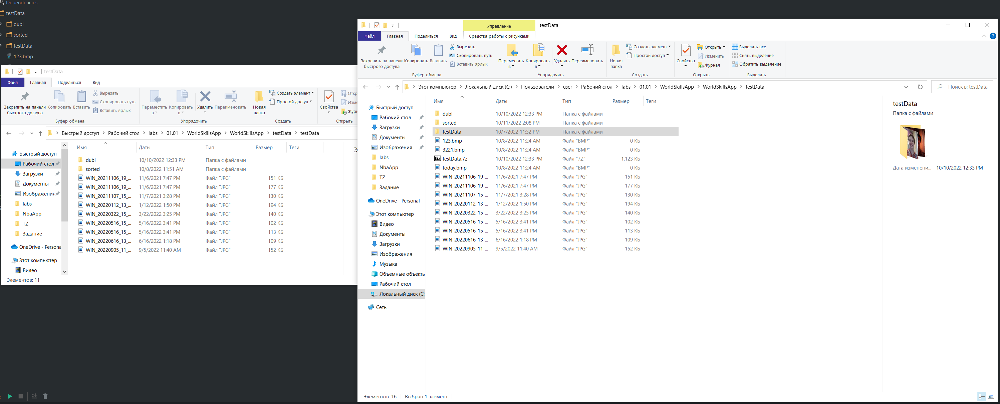 Dependencies
testData
dubl
sorted
testData
123.bmp
testData
Файл Главная Поделиться Вид
Закрепить на панели быстрого доступа
Копировать
Вставить
Вырезать
Скопировать путь
Вставить ярлык
Буфер обмена
Переместить в
Копировать в
Удалить
Переименовать
Упорядочить
Новая папка
Создать элемент
Простой доступ
Создать
Свойства
Открыть
Быстрый доступ Рабочий стол labs 01.01 WorldSkillsApp WorldSkillsApp testData testData
Быстрый доступ
Рабочий стол
Загрузки
Документы
Изображения
labs
NbaApp
TZ
Задание
OneDrive - Persona
Этот компьютер
Видео
Имя Даты Тип Размер Теги
dubl 10/10/2022 12:33 PM Папка с файлами
sorted 10/8/2022 11:51 AM Папка с файлами
WIN_20211106_19_... 11/6/2021 7:47 PM Файл "JPG" 151 КБ
WIN_20211106_19_... 11/6/2021 7:47 PM Файл "JPG" 177 КБ
WIN_20211107_15_... 11/7/2021 3:28 PM Файл "JPG" 130 КБ
WIN_20220112_13_... 1/12/2022 1:50 PM Файл "JPG" 194 КБ
WIN_20220322_15_... 3/22/2022 3:25 PM Файл "JPG" 140 КБ
WIN_20220516_15_... 5/16/2022 3:41 PM Файл "JPG" 102 КБ
WIN_20220516_15_... 5/16/2022 3:41 PM Файл "JPG" 113 КБ
WIN_20220616_13_... 6/16/2022 1:18 PM Файл "JPG" 109 КБ
WIN_20220905_11_... 9/5/2022 11:40 AM Файл "JPG" 152 КБ
Элементов: 11
Управление
testData
Файл Главная Поделиться Вид Средства работы с рисунками
Закрепить на панели быстрого доступа
Копировать
Вставить
Вырезать
Скопировать путь
Вставить ярлык
Буфер обмена
Переместить в
Копировать в
Удалить
Переименовать
Упорядочить
Новая папка
Создать элемент
Простой доступ
Создать
Свойства
Открыть
Изменить
Журнал
Открыть
Выделить все
Снять выделение
Обратить выделение
Выделить
Этот компьютер Локальный диск (C:) Пользователи user Рабочий стол labs 01.01 WorldSkillsApp WorldSkillsApp testData
Поиск в: testData
Быстрый доступ
Рабочий стол
Загрузки
Документы
Изображения
labs
NbaApp
TZ
Задание
OneDrive - Personal
Этот компьютер
Видео
Документы
Загрузки
Изображения
Музыка
Объемные объекты
Рабочий стол
Локальный диск (C:
Сеть
Имя Даты Тип Размер Теги
dubl 10/10/2022 12:33 PM Папка с файлами
sorted 10/11/2022 2:08 PM Папка с файлами
testData 10/7/2022 11:32 PM Папка с файлами
123.bmp 10/8/2022 11:24 AM Файл "BMP" 0 КБ
3221.bmp 10/8/2022 11:24 AM Файл "BMP" 0 КБ
testData.7z 10/10/2022 12:33 PM Файл "7Z" 1,123 КБ
today.bmp 10/8/2022 11:24 AM Файл "BMP" 0 КБ
WIN_20211106_19_... 11/6/2021 7:47 PM Файл "JPG" 151 КБ
WIN_20211106_19_... 11/6/2021 7:47 PM Файл "JPG" 177 КБ
WIN_20211107_15_... 11/7/2021 3:28 PM Файл "JPG" 130 КБ
WIN_20220112_13_... 1/12/2022 1:50 PM Файл "JPG" 194 КБ
WIN_20220322_15_... 3/22/2022 3:25 PM Файл "JPG" 140 КБ
WIN_20220516_15_... 5/16/2022 3:41 PM Файл "JPG" 102 КБ
WIN_20220516_15_... 5/16/2022 3:41 PM Файл "JPG" 113 КБ
WIN_20220616_13_... 6/16/2022 1:18 PM Файл "JPG" 109 КБ
WIN_20220905_11_... 9/5/2022 11:40 AM Файл "JPG" 152 КБ
testData
Папка с файлами
Дата изменени... 10/10/2022 12:33 PM
Элементов: 16 Выбран 1 элемент